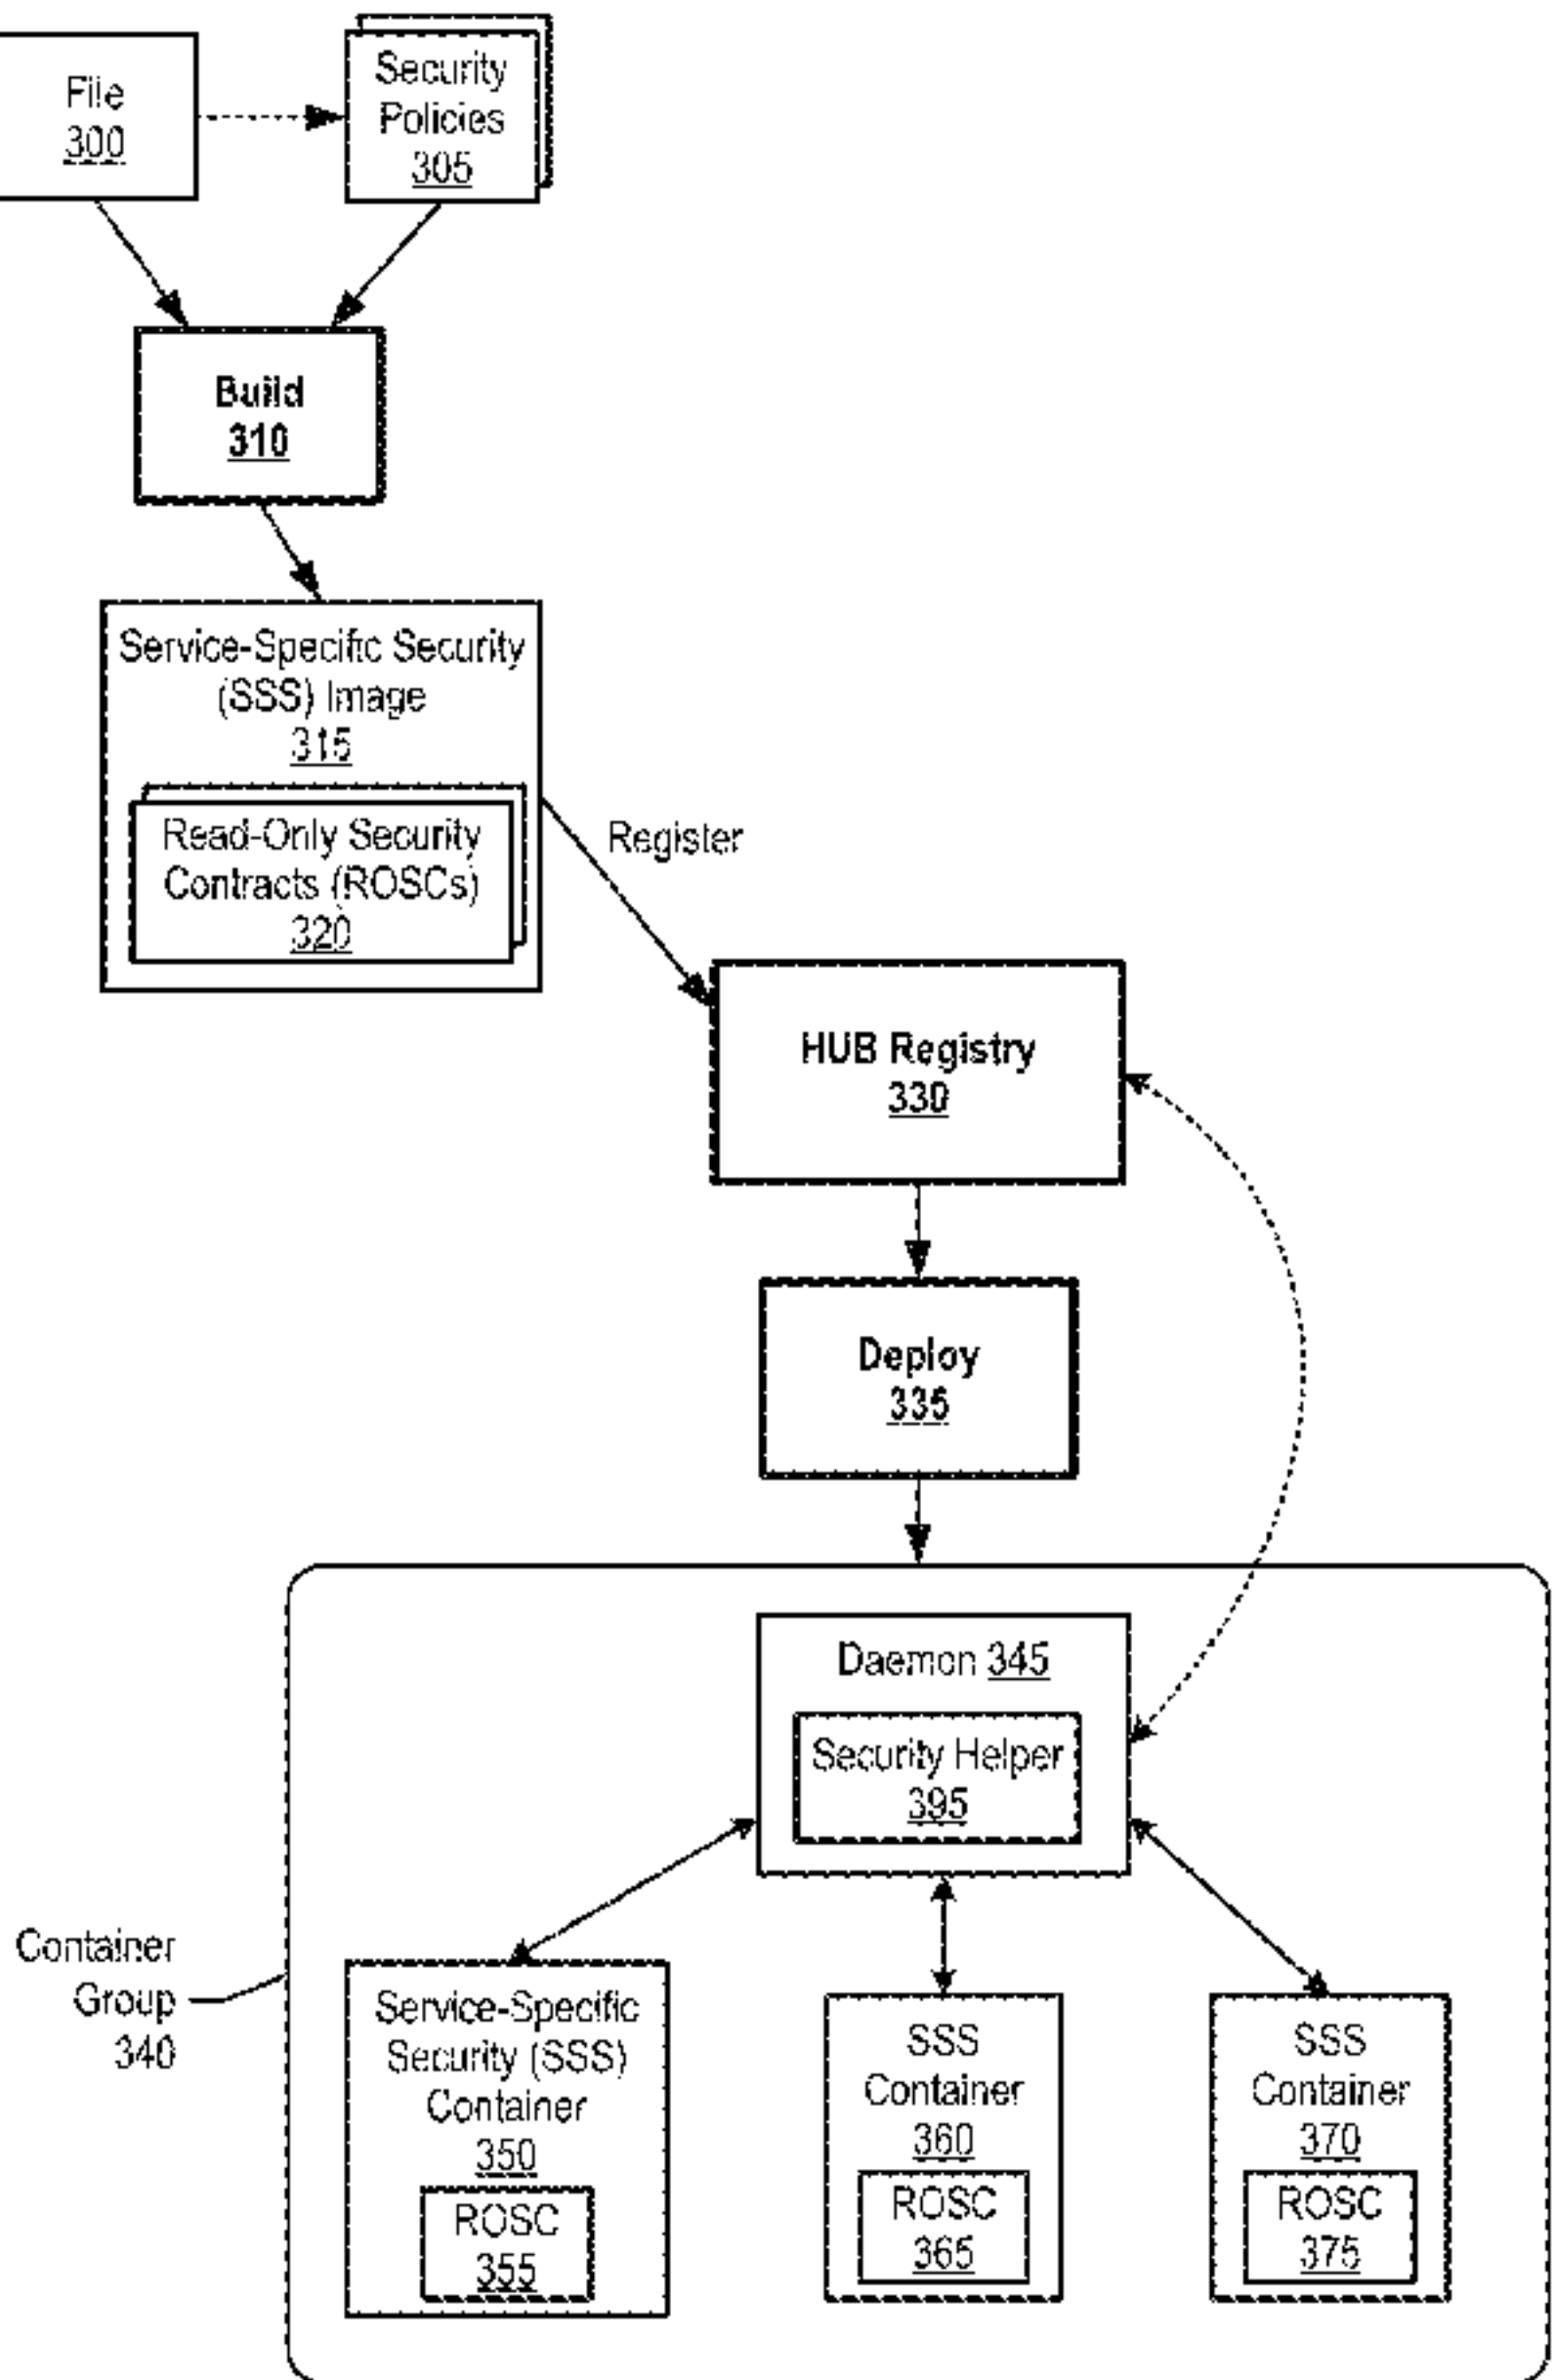 File
300
Security
Policies
305
Build
310
Service-Specific Security
(SSS) Image
315
Read-Only Security
Contracts (ROSCs)
320
Register
HUB Registry
330
Deploy
335
Daemon 345
Security Helper
395
Container
Group
340
Service-Specific
Security (SSS)
Container
350
ROSC
355
SSS
Container
360
ROSC
365
SSS
Container
370
ROSC
375